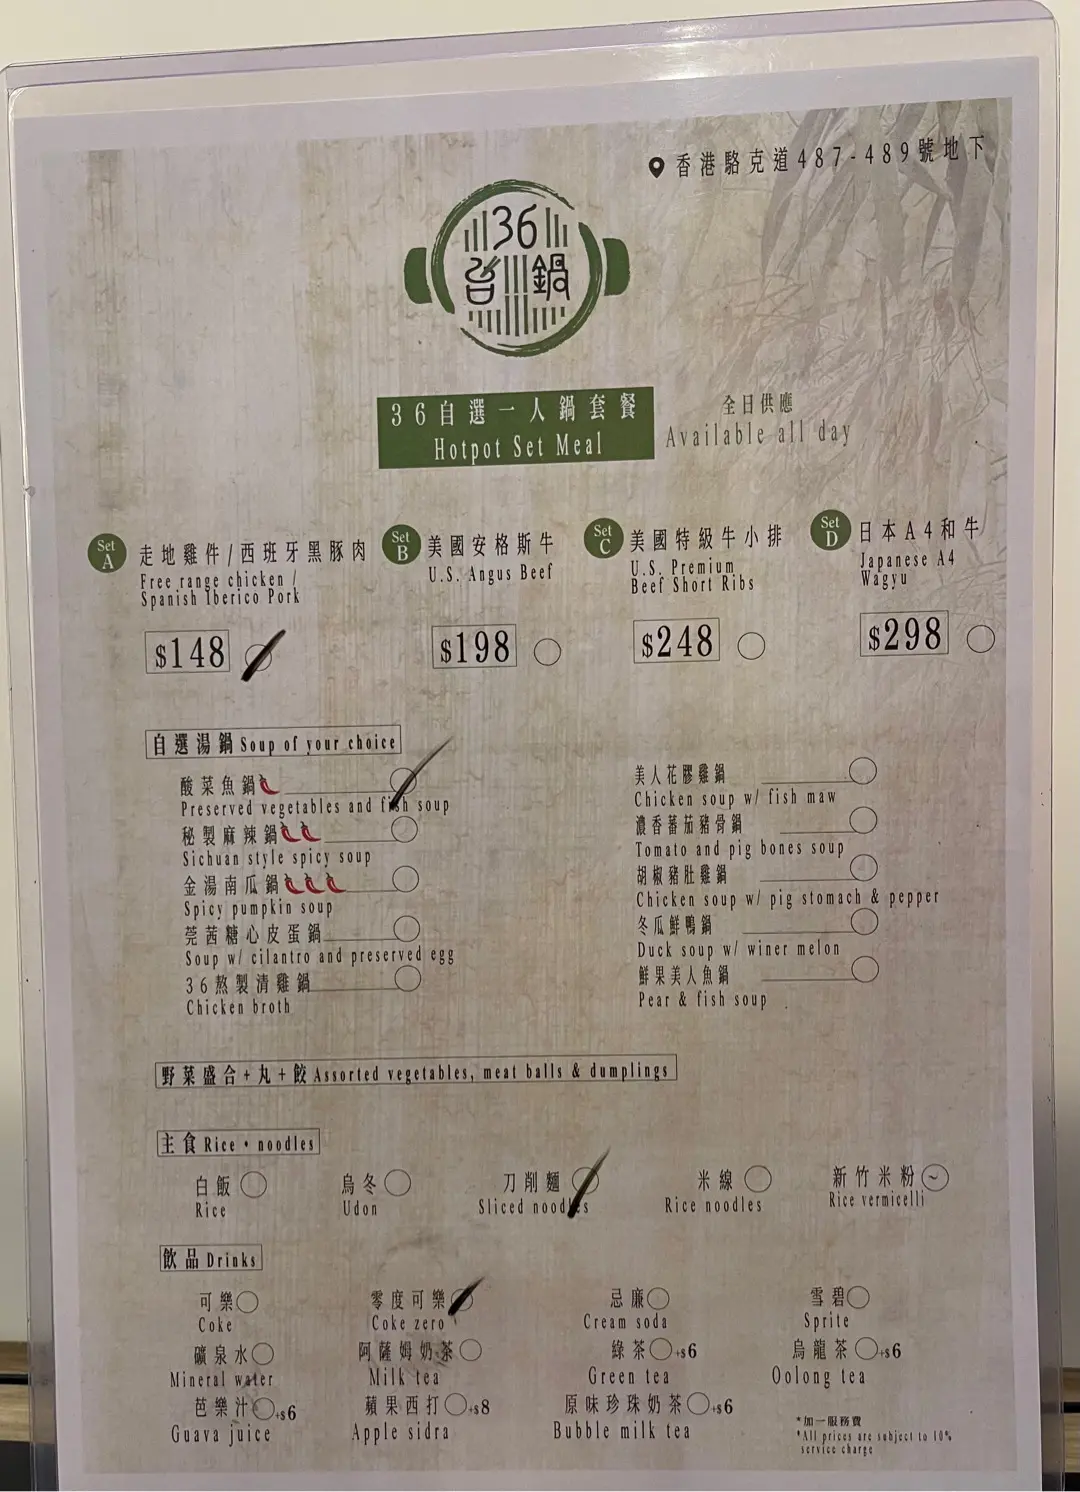 香港駱克道487-489號地下
36
台鍋
36自選一人鍋套餐
Hotpot Set Meal
全日供應
Available all day
Set A
走地雞件/西班牙黑豚肉
Free range chicken /
Spanish Iberico Pork
$148
Set B
美國安格斯牛
U.S. Angus Beef
$198
Set C
美國特級牛小排
U.S. Premium
Beef Short Ribs
$248
Set D
日本A4和牛
Japanese A4
Wagyu
$298
自選湯鍋 Soup of your choice
酸菜魚鍋
Preserved vegetables and fish soup
秘製麻辣鍋
Sichuan style spicy soup
金湯南瓜鍋
Spicy pumpkin soup
莞茜糖心皮蛋鍋
Soup w/ cilantro and preserved egg
36熬製清雞鍋
Chicken broth
美人花膠雞鍋
Chicken soup w/ fish maw
濃香蕃茄豬骨鍋
Tomato and pig bones soup
胡椒豬肚雞鍋
Chicken soup w/ pig stomach & pepper
冬瓜鮮鴨鍋
Duck soup w/ winer melon
鮮果美人魚鍋
Pear & fish soup
野菜盛合+丸+餃 Assorted vegetables, meat balls & dumplings
主食 Rice · noodles
白飯 烏冬 刀削麵 米線 新竹米粉
Rice Udon Sliced noodles Rice noodles Rice vermicelli
飲品 Drinks
可樂 零度可樂 忌廉 雪碧
Coke Coke zero Cream soda Sprite
礦泉水 阿薩姆奶茶 綠茶 +$6 烏龍茶 +$6
Mineral water Milk tea Green tea Oolong tea
芭樂汁 +$6 蘋果西打 +$8 原味珍珠奶茶 +$6
Guava juice Apple sidra Bubble milk tea
*加一服務費
*All prices are subject to 10%
service charge